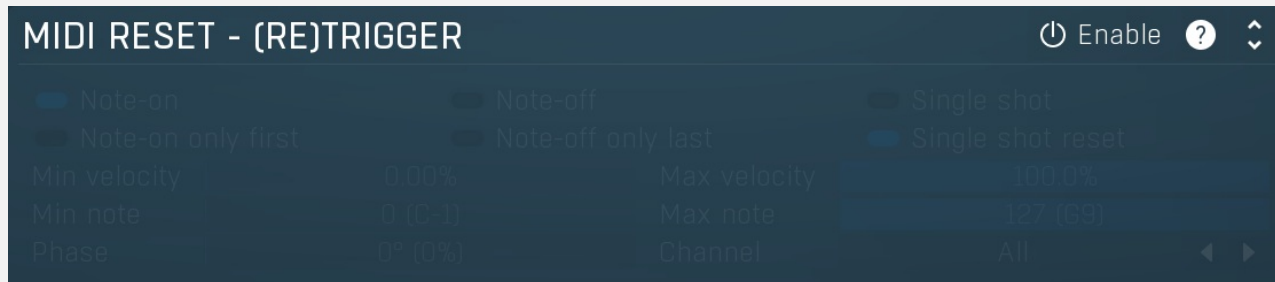 MIDI RESET - (RE)TRIGGER Enable ?
Note-on Note-off Single shot
Note-on only first Note-off only last Single shot reset
Min velocity 0.00% Max velocity 100.0%
Min note 0 (C-1) Max note 127 (G9)
Phase 0° (0%) Channel All